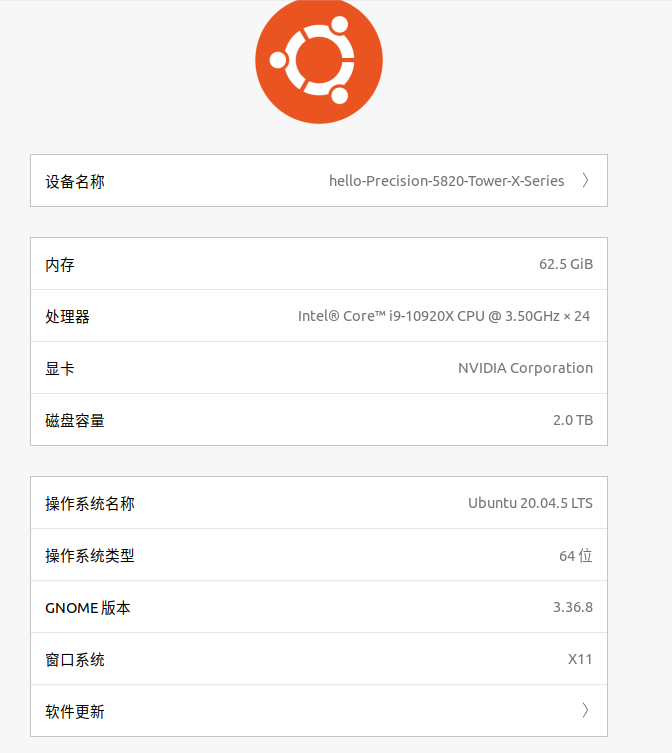 设备名称 hello-Precision-5820-Tower-X-Series
内存 62.5 GiB
处理器 Intel® Core™ i9-10920X CPU @ 3.50GHz × 24
显卡 NVIDIA Corporation
磁盘容量 2.0 TB
操作系统名称 Ubuntu 20.04.5 LTS
操作系统类型 64 位
GNOME 版本 3.36.8
窗口系统 X11
软件更新